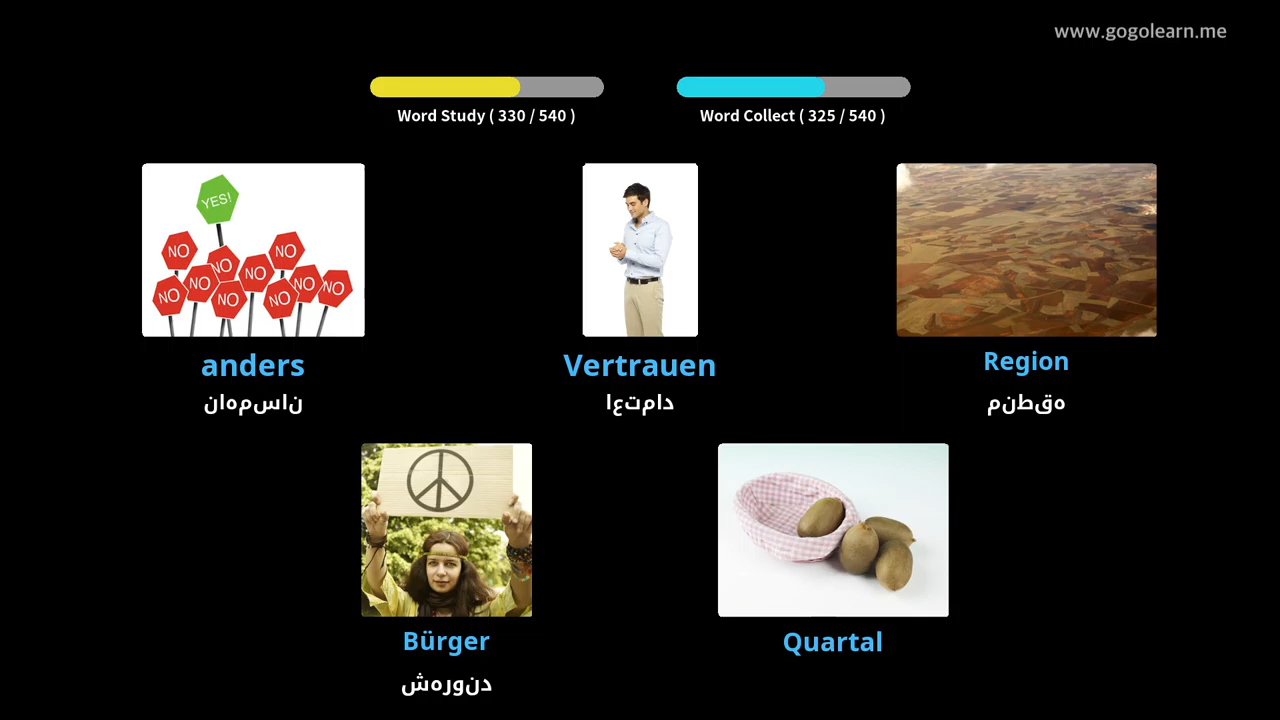 www.gogolearn.me
Word Study ( 330 / 540 )
Word Collect ( 325 / 540 )
YES!
NO
NO
NO
NO
NO
NO
NO
NO
NO
NO
anders
ناسمهان
Vertrauen
دامتعا
Region
هقطنم
Bürger
دنورهش
Quartal